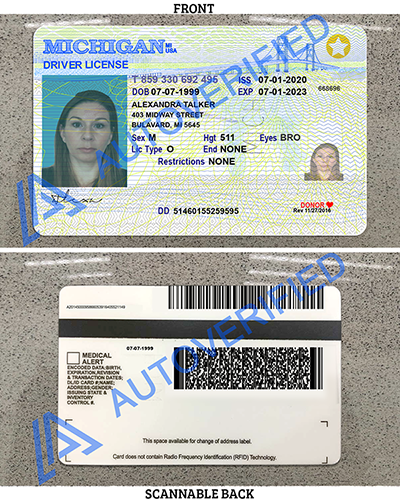 FRONT
MICHIGAN MI USA
DRIVER LICENSE
T 859 330 692 496 ISS 07-01-2020
DOB 07-07-1999 EXP 07-01-2023
668696
ALEXANDRA TALKER
403 MIDWAY STREET
BULAVARD, MI 5645
Sex M Hgt 511 Eyes BRO
Lic Type O End NONE
Restrictions NONE
DONOR
Rev 11/27/2016
DD 51460155259595
AUTOVERIFIED
07-07-1999
MEDICAL
ALERT
ENCODED DATA:BIRTH,
EXPIRATION,REVISION
& TRANSACTION DATES;
DL/ID CARD #;NAME;
ADDRESS;GENDER;
ISSUING STATE &
INVENTORY
CONTROL #.
This space available for change of address label.
Card does not contain Radio Frequency Identification (RFID) Technology.
AUTOVERIFIED
SCANNABLE BACK